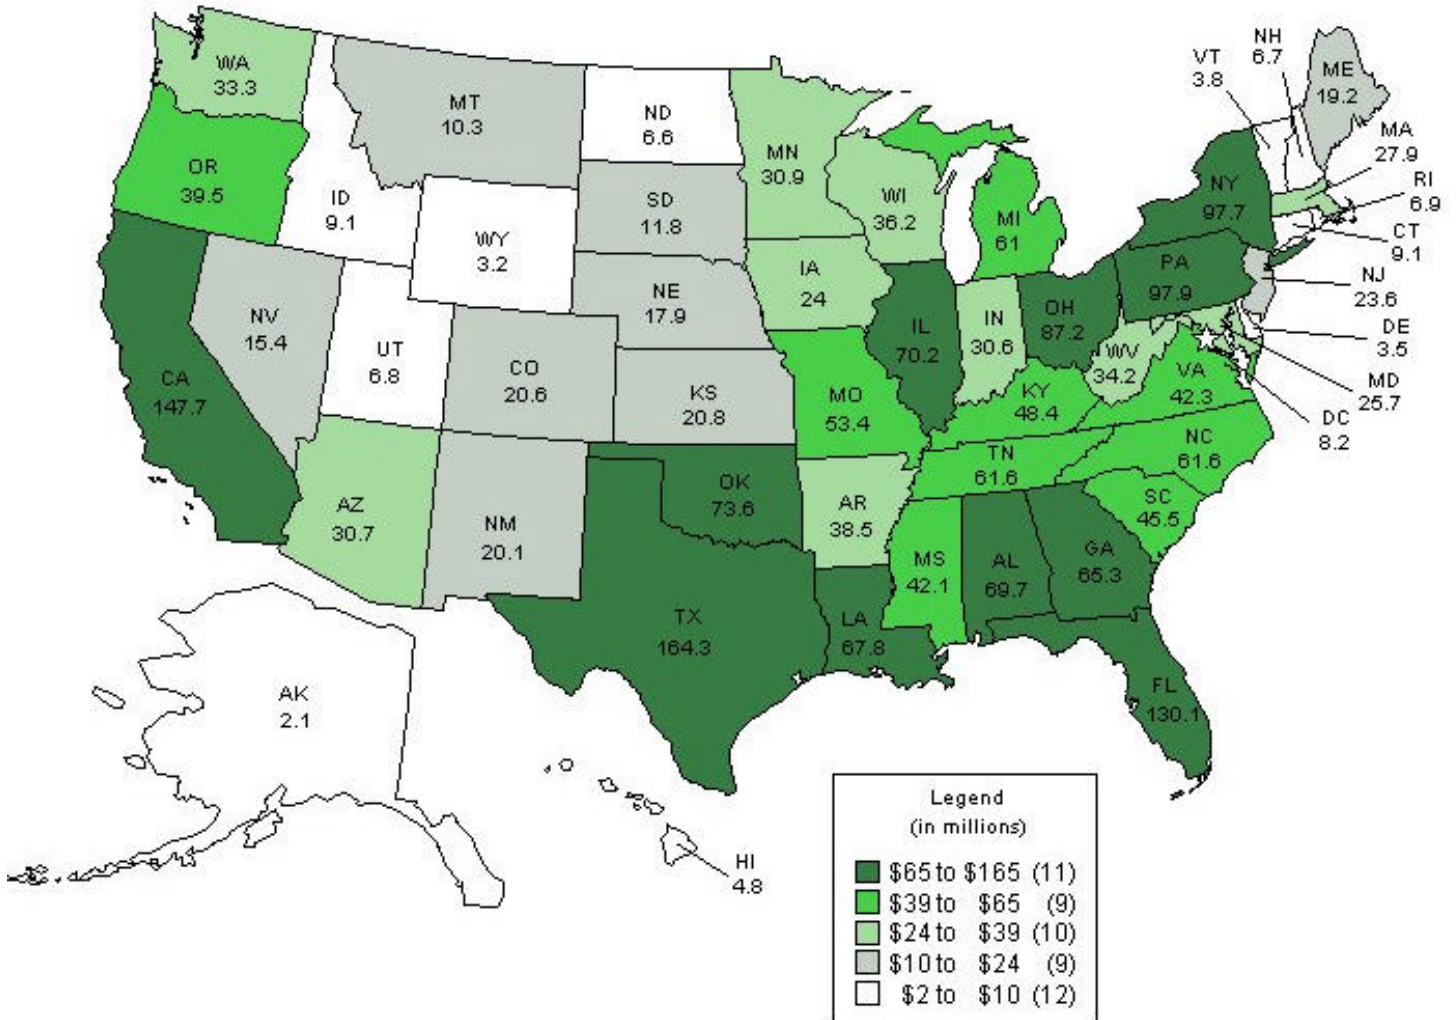 WA
33.3
OR
39.5
CA
147.7
ID
9.1
NV
15.4
MT
10.3
WY
3.2
UT
6.8
AZ
30.7
CO
20.6
NM
20.1
ND
6.6
SD
11.8
NE
17.9
KS
20.8
OK
73.6
TX
164.3
MN
30.9
IA
24
MO
53.4
AR
38.5
LA
67.8
WI
36.2
IL
70.2
MI
61
IN
30.6
OH
87.2
KY
48.4
TN
61.6
MS
42.1
AL
69.7
GA
65.3
FL
130.1
SC
45.5
NC
61.6
VA
42.3
WV
34.2
PA
97.9
NY
97.7
VT
3.8
NH
6.7
ME
19.2
MA
27.9
RI
6.9
CT
9.1
NJ
23.6
DE
3.5
MD
25.7
DC
8.2
AK
2.1
HI
4.8
Legend
(in millions)
$65 to $165 (11)
$39 to $65 (9)
$24 to $39 (10)
$10 to $24 (9)
$2 to $10 (12)